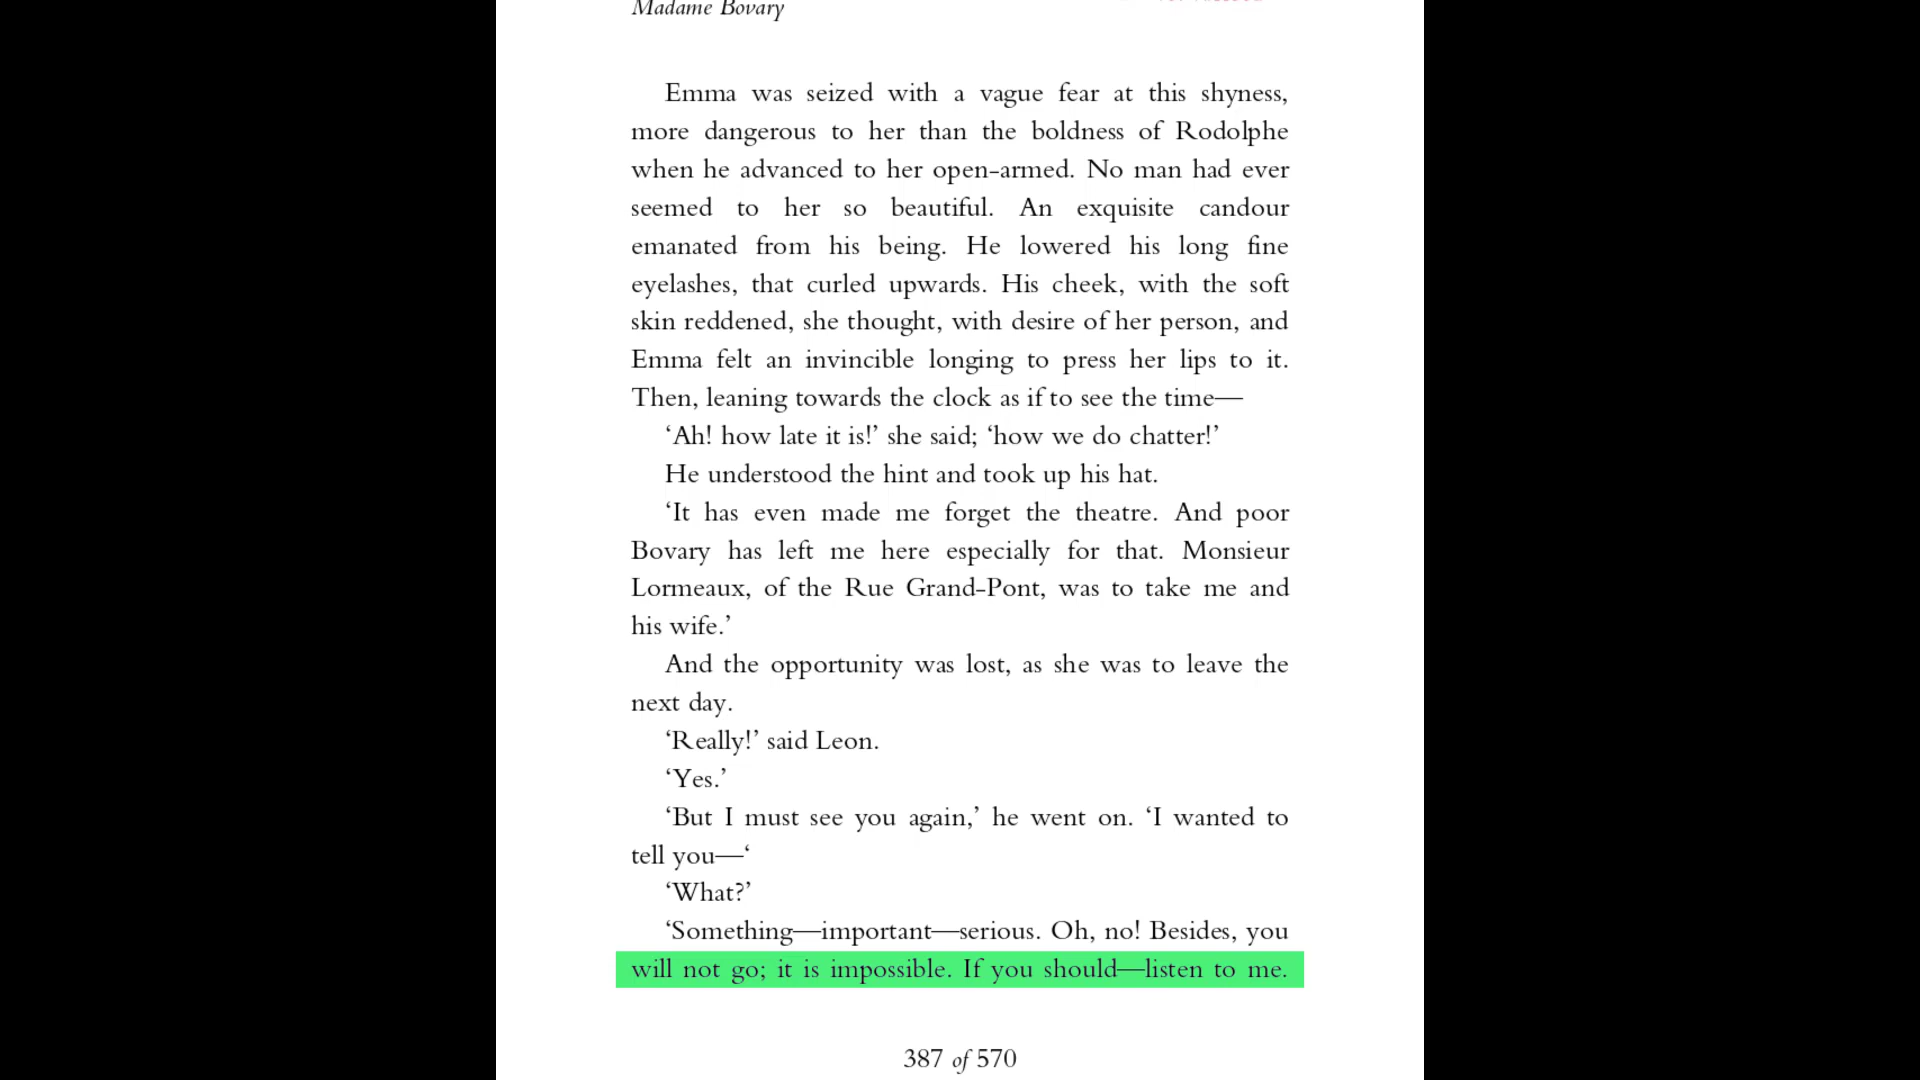 Madame Bovary
Emma was seized with a vague fear at this shyness,
more dangerous to her than the boldness of Rodolphe
when he advanced to her open-armed. No man had ever
seemed to her so beautiful. An exquisite candour
emanated from his being. He lowered his long fine
eyelashes, that curled upwards. His cheek, with the soft
skin reddened, she thought, with desire of her person, and
Emma felt an invincible longing to press her lips to it.
Then, leaning towards the clock as if to see the time—
‘Ah! how late it is!’ she said; ‘how we do chatter!’
He understood the hint and took up his hat.
‘It has even made me forget the theatre. And poor
Bovary has left me here especially for that. Monsieur
Lormeaux, of the Rue Grand-Pont, was to take me and
his wife.’
And the opportunity was lost, as she was to leave the
next day.
‘Really!’ said Leon.
‘Yes.’
‘But I must see you again,’ he went on. ‘I wanted to
tell you—‘
‘What?’
‘Something—important—serious. Oh, no! Besides, you
will not go; it is impossible. If you should—listen to me.
387 of 570